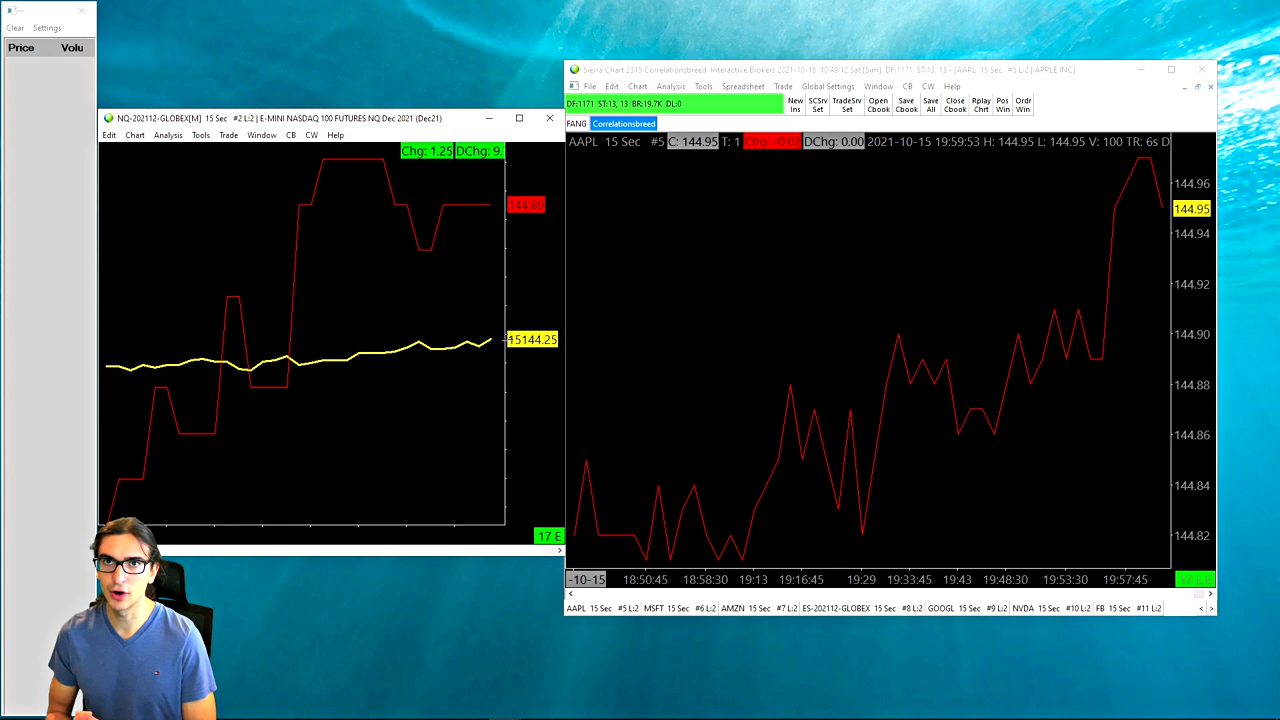 Clear Settings
Price Volu
NQ-202112-GLOBEX[M] 15 Sec #2 L:2 | E-MINI NASDAQ 100 FUTURES NQ Dec 2021 (Dec21)
Edit Chart Analysis Tools Trade Window CB CW Help
Chg: 1.25 DChg: 9.
144.89
15144.25
17 E
Sierra Chart 2315 Correlationsbreed Interactive Brokers 2021-10-16 10:49:12 Sat [Sim] DF:1171 ST:13, 13 - [AAPL 15 Sec #5 L:2 | APPLE INC]
File Edit Chart Analysis Tools Spreadsheet Trade Global Settings Window CB CW Help
DF:1171 ST:13, 13 BR:19.7K DL:0
New Ins SCSrv Set TradeSrv Set Open Cbook Save Cbook Save All Close Cbook Rplay Chrt Pos Win Ordr Win
FANG Correlationsbreed
AAPL 15 Sec #5 C: 144.95 T: 1 Chg: -0.02 DChg: 0.00 2021-10-15 19:59:53 H: 144.95 L: 144.95 V: 100 TR: 6s D
144.96
144.95
144.94
144.92
144.90
144.88
144.86
144.84
144.82
-10-15 18:50:45 18:58:30 19:13 19:16:45 19:29 19:33:45 19:43 19:48:30 19:53:30 19:57:45
AAPL 15 Sec #5 L:2 MSFT 15 Sec #6 L:2 AMZN 15 Sec #7 L:2 ES-202112-GLOBEX 15 Sec #8 L:2 GOOGL 15 Sec #9 L:2 NVDA 15 Sec #10 L:2 FB 15 Sec #11 L:2